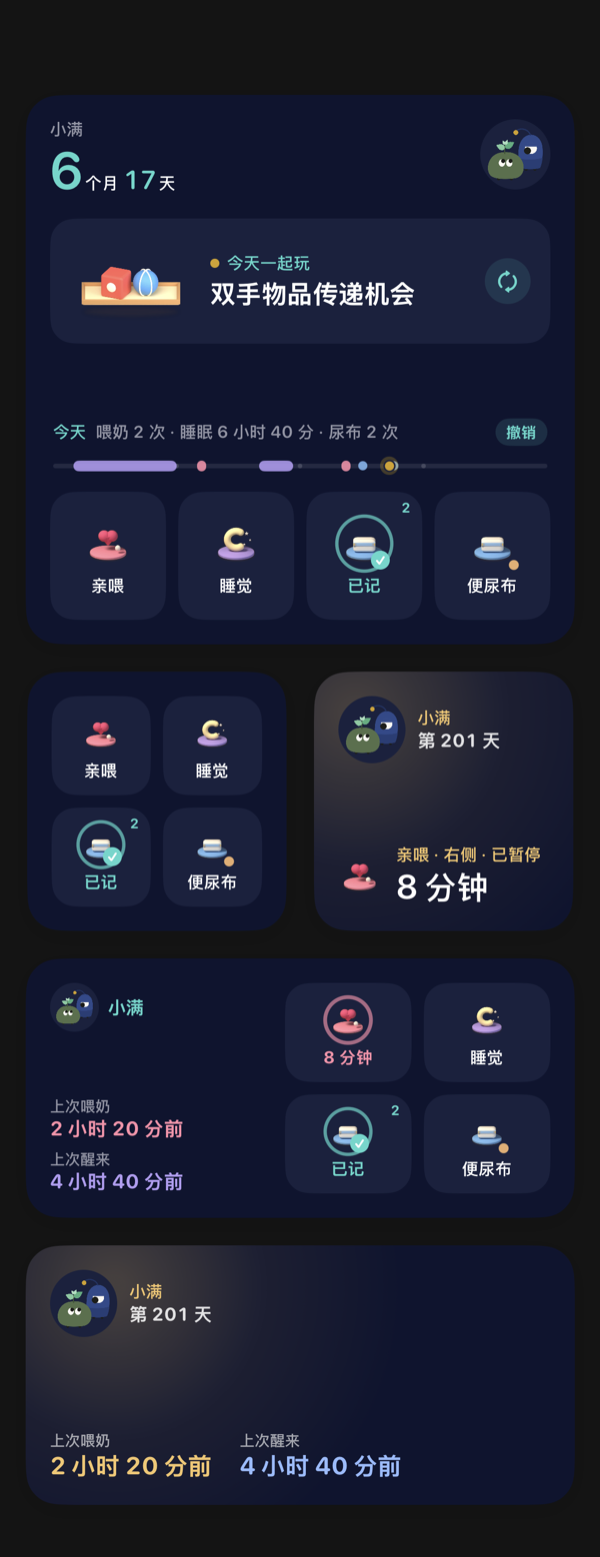 小满
6个月 17天
今天一起玩
双手物品传递机会
今天 喂奶 2 次 · 睡眠 6 小时 40 分 · 尿布 2 次
撤销
亲喂
睡觉
2
已记
便尿布
亲喂
睡觉
2
已记
便尿布
小满
第 201 天
亲喂 · 右侧 · 已暂停
8 分钟
小满
上次喂奶
2 小时 20 分前
上次醒来
4 小时 40 分前
8 分钟
睡觉
2
已记
便尿布
小满
第 201 天
上次喂奶
2 小时 20 分前
上次醒来
4 小时 40 分前